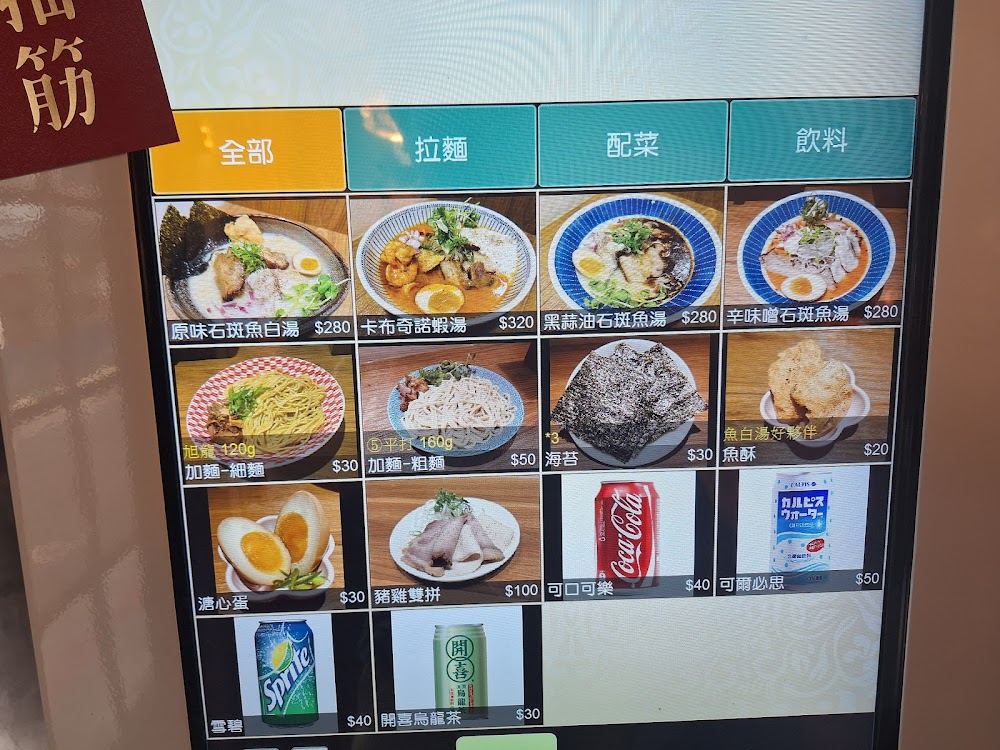 筋
全部
拉麵
配菜
飲料
原味石斑魚白湯 $280
卡布奇諾蝦湯 $320
黑蒜油石斑魚湯 $280
辛味噌石斑魚湯 $280
旭龍 120g
加麵-細麵 $30
⑤平打 160g
加麵-粗麵 $50
*3
海苔 $30
魚白湯好夥伴
魚酥 $20
溏心蛋 $30
豬雞雙拼 $100
Coca-Cola
可口可樂 $40
CALPIS
カルピス
ウォーター
可爾必思 $50
Sprite
雪碧 $40
開喜
烏龍
開喜烏龍茶 $30